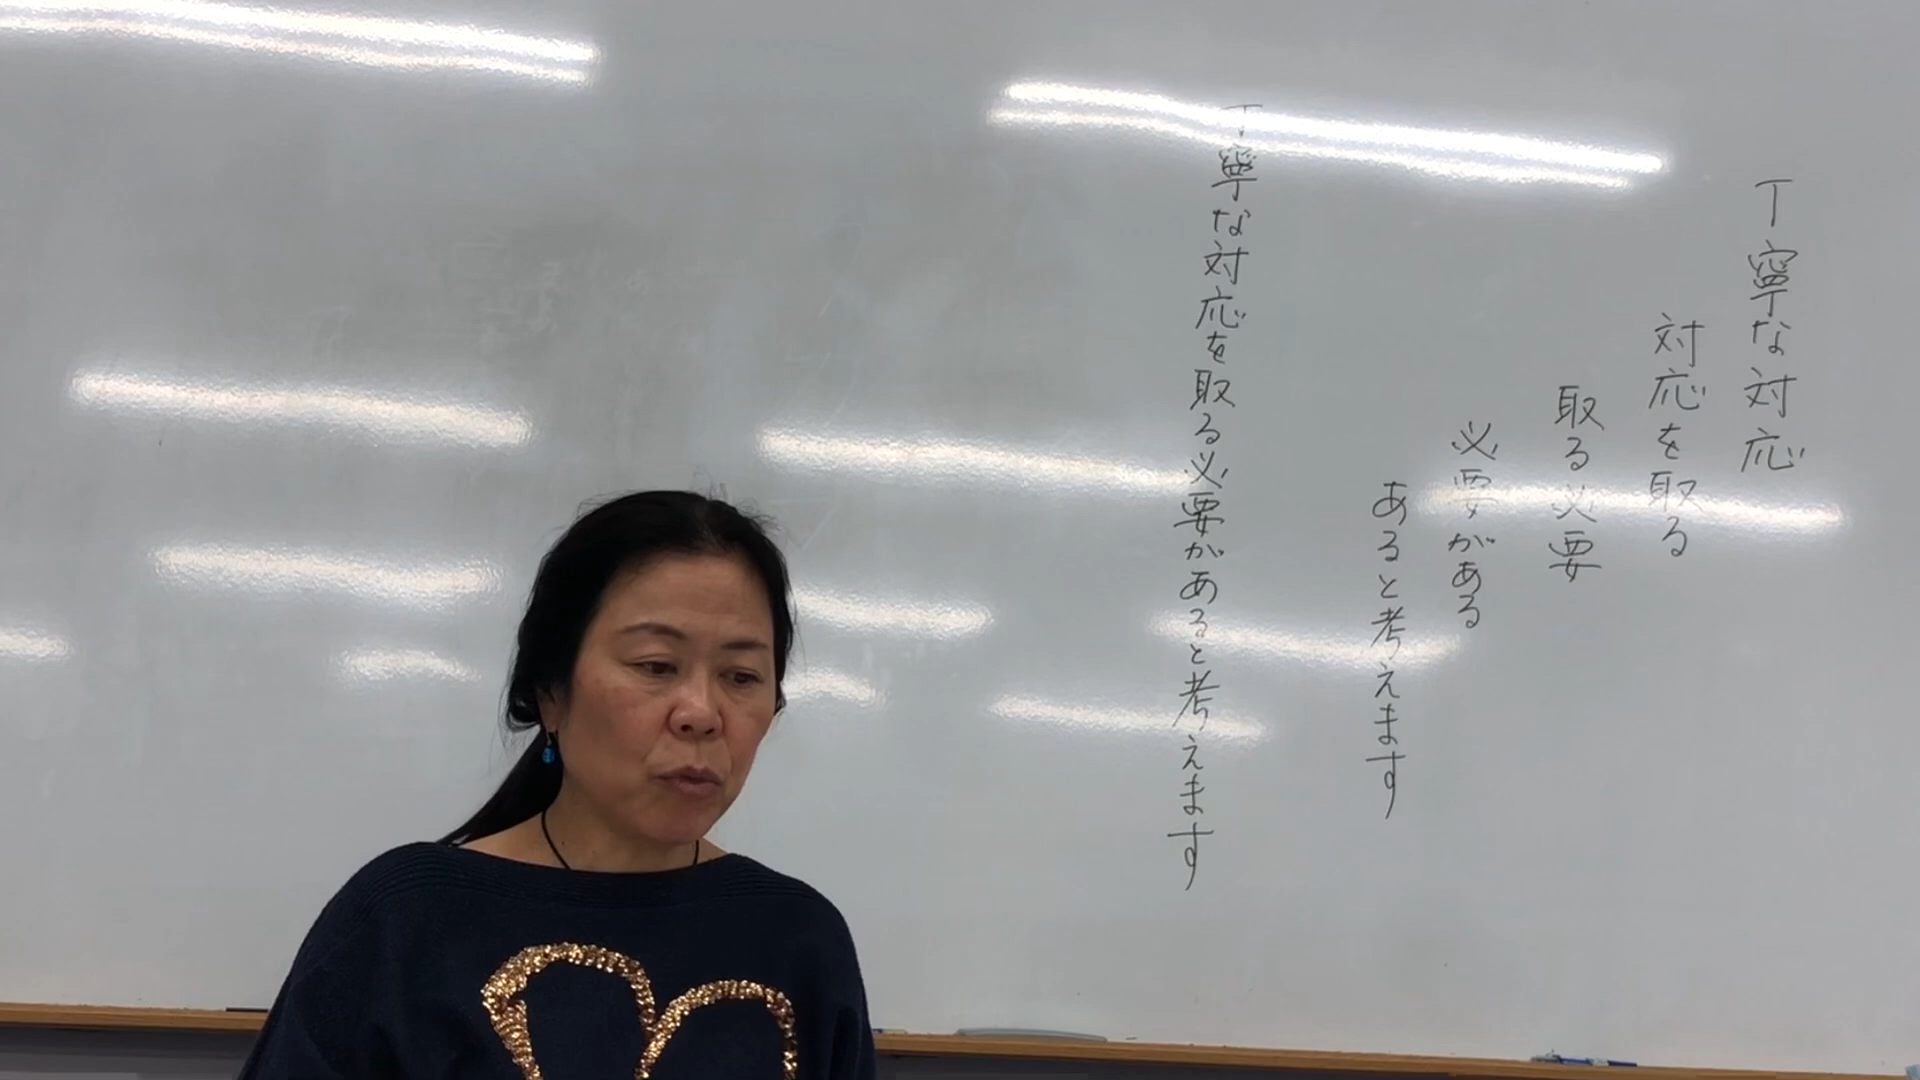 丁寧な対応
対応を取る
取る必要
必要がある
あると考えます
丁寧な対応を取る必要があると考えます